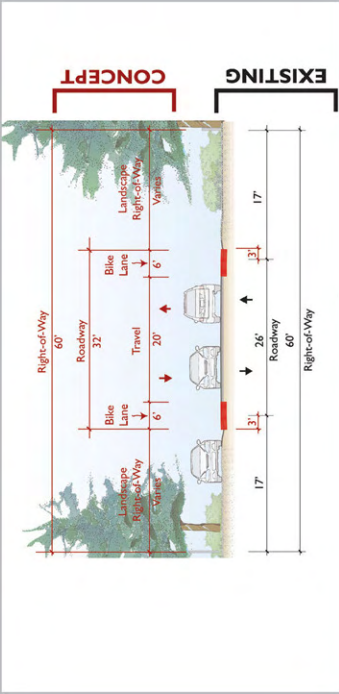 CONCEPT
Right-of-Way
60'
Roadway
32'
Landscape
Right-of-Way
Varies
Bike
Lane
6'
Travel
20'
Bike
Lane
6'
Landscape
Right-of-Way
Varies
EXISTING
17'
3'
26'
3'
17'
Roadway
60'
Right-of-Way